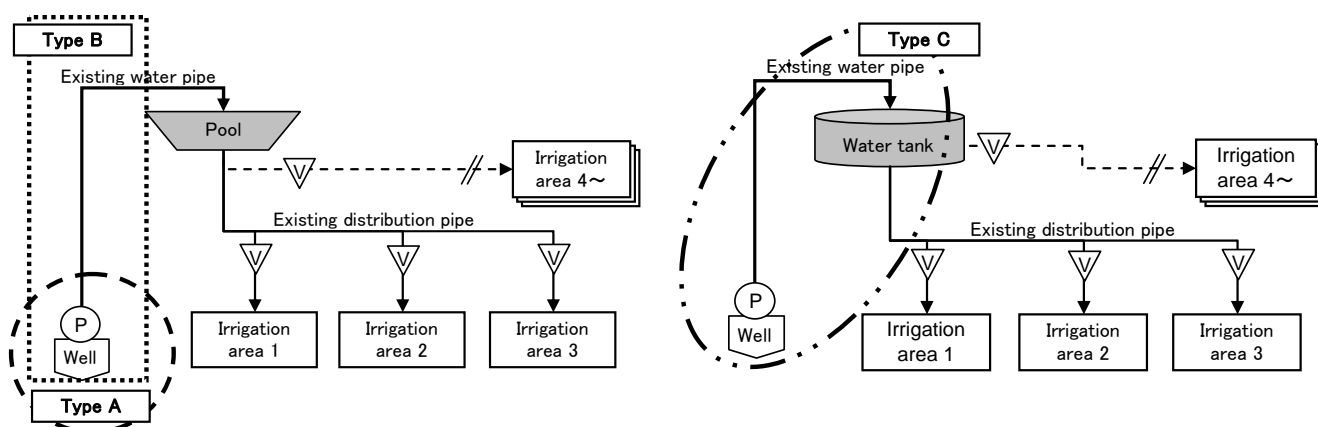 Type B
Existing water pipe
Pool
V
Irrigation
area 4～
Existing distribution pipe
V
V
V
P
Well
Irrigation
area 1
Irrigation
area 2
Irrigation
area 3
Type A
Type C
Existing water pipe
Water tank
V
Irrigation
area 4～
Existing distribution pipe
V
V
V
P
Well
Irrigation
area 1
Irrigation
area 2
Irrigation
area 3